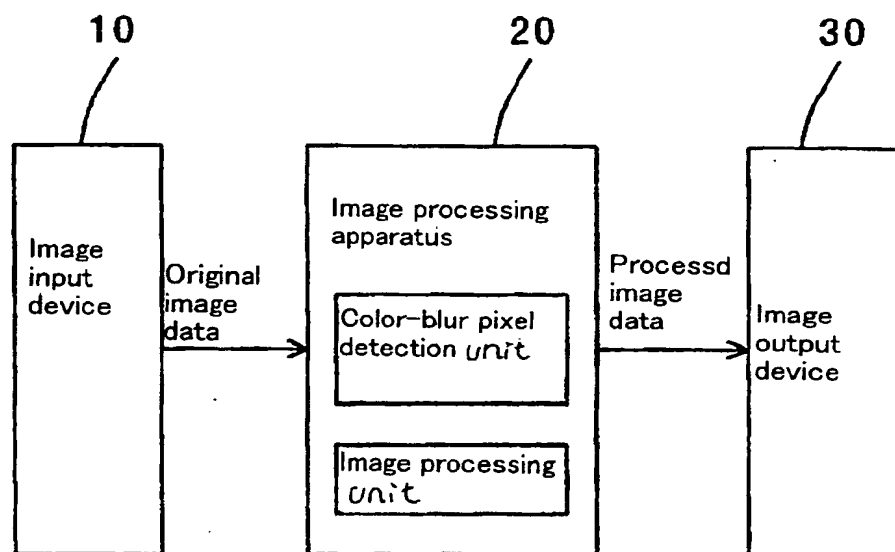 10
20
30
Image
input
device
Original
image
data
Image processing
apparatus
Color-blur pixel
detection unit
Image processing
unit
Processd
image
data
Image
output
device